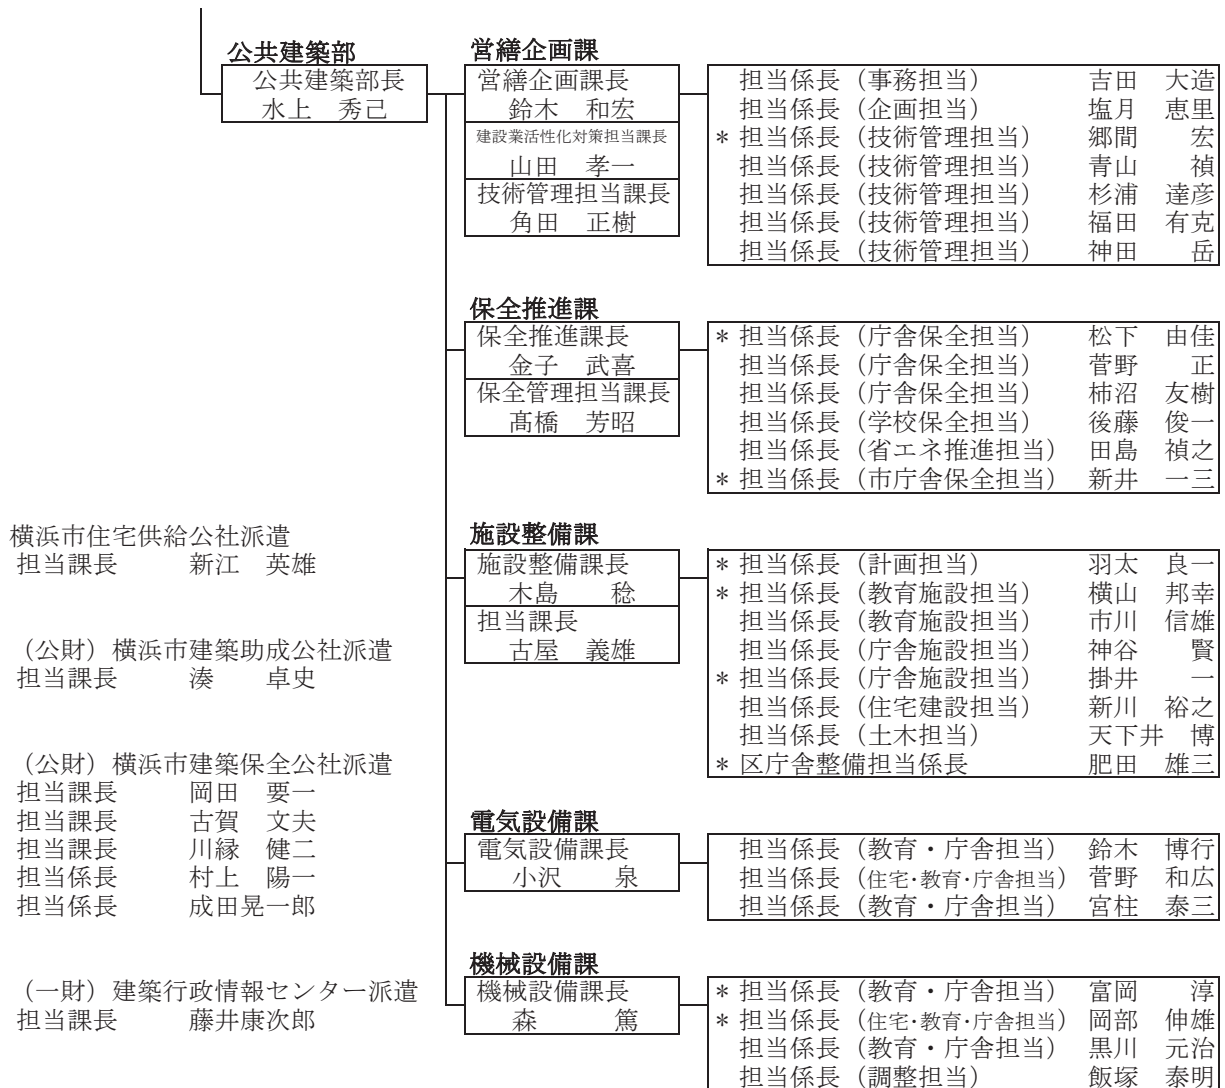 公共建築部
公共建築部長
水上　秀己
営繕企画課
営繕企画課長
鈴木　和宏
建設業活性化対策担当課長
山田　孝一
技術管理担当課長
角田　正樹
担当係長（事務担当）　吉田　大造
担当係長（企画担当）　塩月　恵里
＊担当係長（技術管理担当）　郷間　宏
担当係長（技術管理担当）　青山　禎
担当係長（技術管理担当）　杉浦　達彦
担当係長（技術管理担当）　福田　有克
担当係長（技術管理担当）　神田　岳
保全推進課
保全推進課長
金子　武喜
保全管理担当課長
髙橋　芳昭
＊担当係長（庁舎保全担当）　松下　由佳
担当係長（庁舎保全担当）　菅野　正
担当係長（庁舎保全担当）　柿沼　友樹
担当係長（学校保全担当）　後藤　俊一
担当係長（省エネ推進担当）　田島　禎之
＊担当係長（市庁舎保全担当）　新井　一三
施設整備課
施設整備課長
木島　稔
担当課長
古屋　義雄
＊担当係長（計画担当）　羽太　良一
＊担当係長（教育施設担当）　横山　邦幸
担当係長（教育施設担当）　市川　信雄
担当係長（庁舎施設担当）　神谷　賢
＊担当係長（庁舎施設担当）　掛井　一
担当係長（住宅建設担当）　新川　裕之
担当係長（土木担当）　天下井　博
＊区庁舎整備担当係長　肥田　雄三
電気設備課
電気設備課長
小沢　泉
担当係長（教育・庁舎担当）　鈴木　博行
担当係長（住宅・教育・庁舎担当）　菅野　和広
担当係長（教育・庁舎担当）　宮柱　泰三
機械設備課
機械設備課長
森　篤
＊担当係長（教育・庁舎担当）　富岡　淳
＊担当係長（住宅・教育・庁舎担当）　岡部　伸雄
担当係長（教育・庁舎担当）　黒川　元治
担当係長（調整担当）　飯塚　泰明
横浜市住宅供給公社派遣
担当課長　新江　英雄
（公財）横浜市建築助成公社派遣
担当課長　湊　卓史
（公財）横浜市建築保全公社派遣
担当課長　岡田　要一
担当課長　古賀　文夫
担当課長　川縁　健二
担当係長　村上　陽一
担当係長　成田晃一郎
（一財）建築行政情報センター派遣
担当課長　藤井康次郎